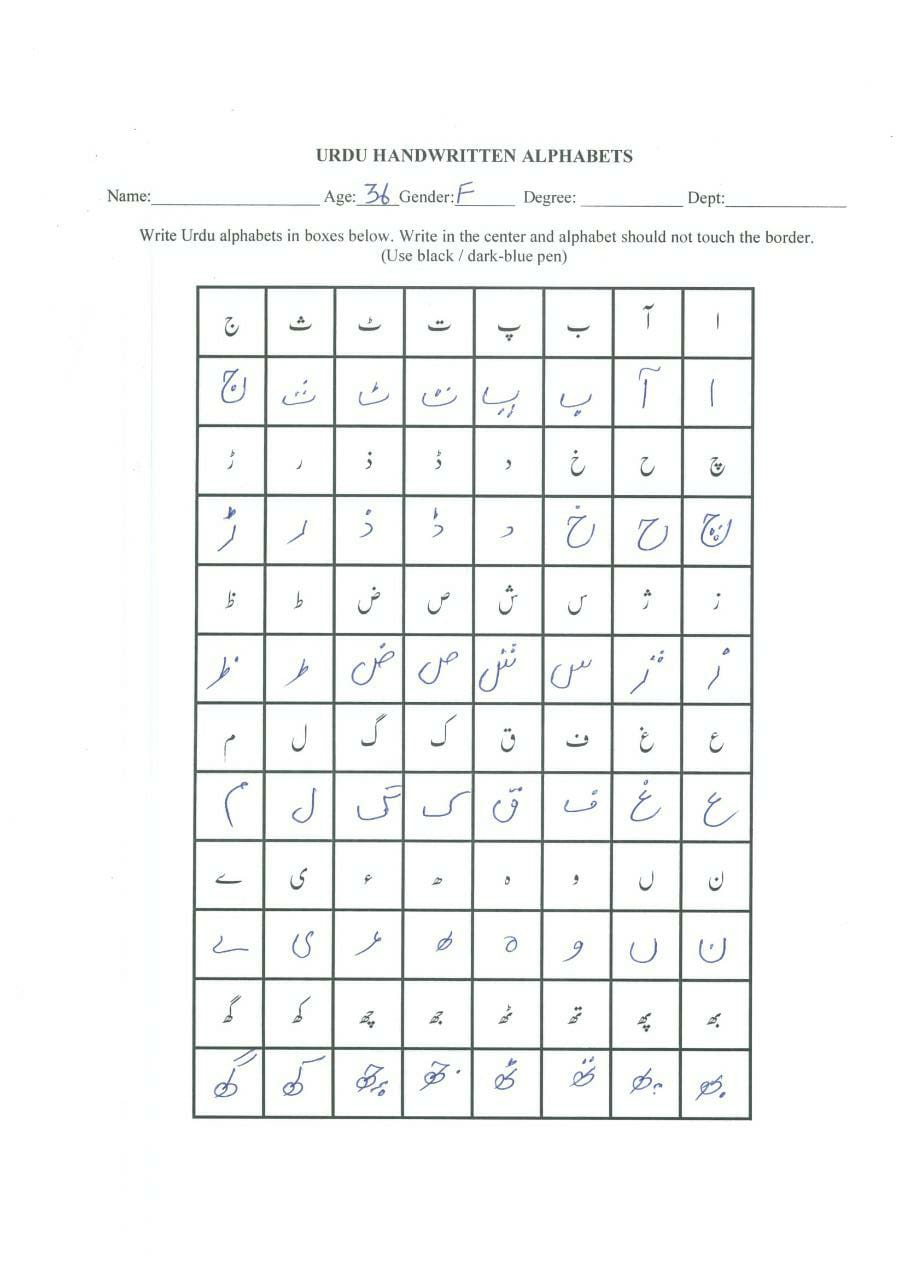 URDU HANDWRITTEN ALPHABETS
Name:____________________ Age: 36 Gender: F Degree: ____________ Dept:______________
Write Urdu alphabets in boxes below. Write in the center and alphabet should not touch the border.
(Use black / dark-blue pen)
ا آ ب پ ت ٹ ث ج
ا آ ب پ ت ٹ ث ج
چ ح خ د ڈ ذ ر ڑ
چ ح خ د ڈ ذ ر ڑ
ز ژ س ش ص ض ط ظ
ز ژ س ش ص ض ط ظ
ع غ ف ق ک گ ل م
ع غ ف ق ک گ ل م
ن ں و ہ ھ ء ی ے
ن ں و ہ ھ ء ی ے
بھ پھ تھ ٹھ جھ چھ کھ گھ
بھ پھ تھ ٹھ جھ چھ کھ گھ